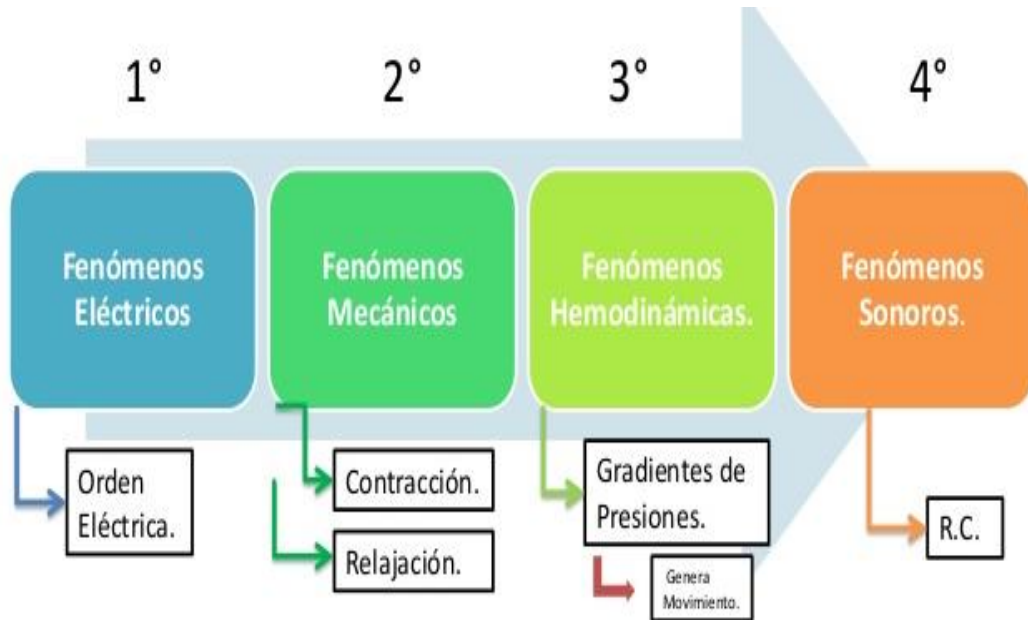 1°
2°
3°
4°
Fenómenos
Eléctricos
Fenómenos
Mecánicos
Fenómenos
Hemodinámicas.
Fenómenos
Sonoros.
Orden
Eléctrica.
Contracción.
Relajación.
Gradientes de
Presiones.
Genera
Movimiento.
R.C.